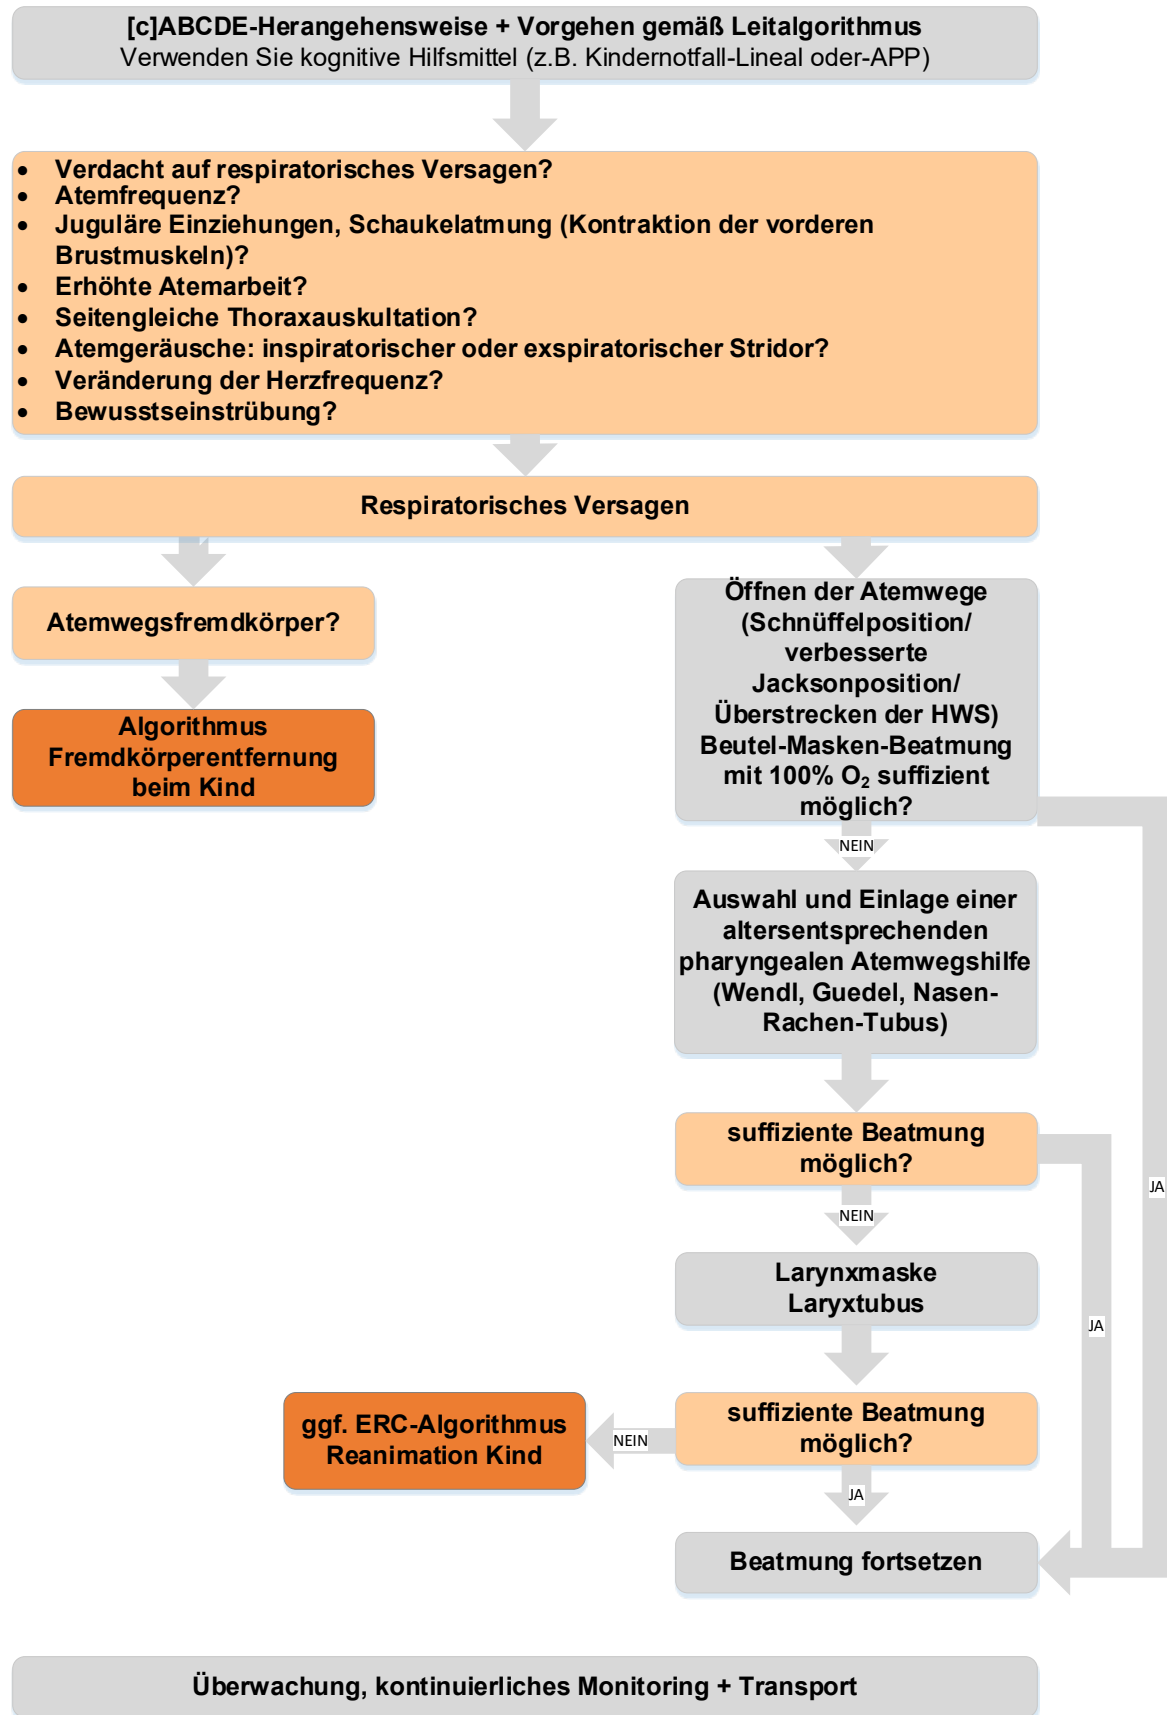 [c]ABCDE-Herangehensweise + Vorgehen gemäß Leitalgorithmus
Verwenden Sie kognitive Hilfsmittel (z.B. Kindernotfall-Lineal oder-APP)
• Verdacht auf respiratorisches Versagen?
• Atemfrequenz?
• Juguläre Einziehungen, Schaukelatmung (Kontraktion der vorderen
Brustmuskeln)?
• Erhöhte Atemarbeit?
• Seitengleiche Thoraxauskultation?
• Atemgeräusche: inspiratorischer oder exspiratorischer Stridor?
• Veränderung der Herzfrequenz?
• Bewusstseinstrübung?
Respiratorisches Versagen
Atemwegsfremdkörper?
Algorithmus
Fremdkörperentfernung
beim Kind
Öffnen der Atemwege
(Schnüffelposition/
verbesserte
Jacksonposition/
Überstrecken der HWS)
Beutel-Masken-Beatmung
mit 100% O₂ suffizient
möglich?
NEIN
Auswahl und Einlage einer
altersentsprechenden
pharyngealen Atemwegshilfe
(Wendl, Guedel, Nasen-
Rachen-Tubus)
suffiziente Beatmung
möglich?
JA
NEIN
Larynxmaske
Laryxtubus
JA
suffiziente Beatmung
möglich?
NEIN
ggf. ERC-Algorithmus
Reanimation Kind
JA
Beatmung fortsetzen
Überwachung, kontinuierliches Monitoring + Transport